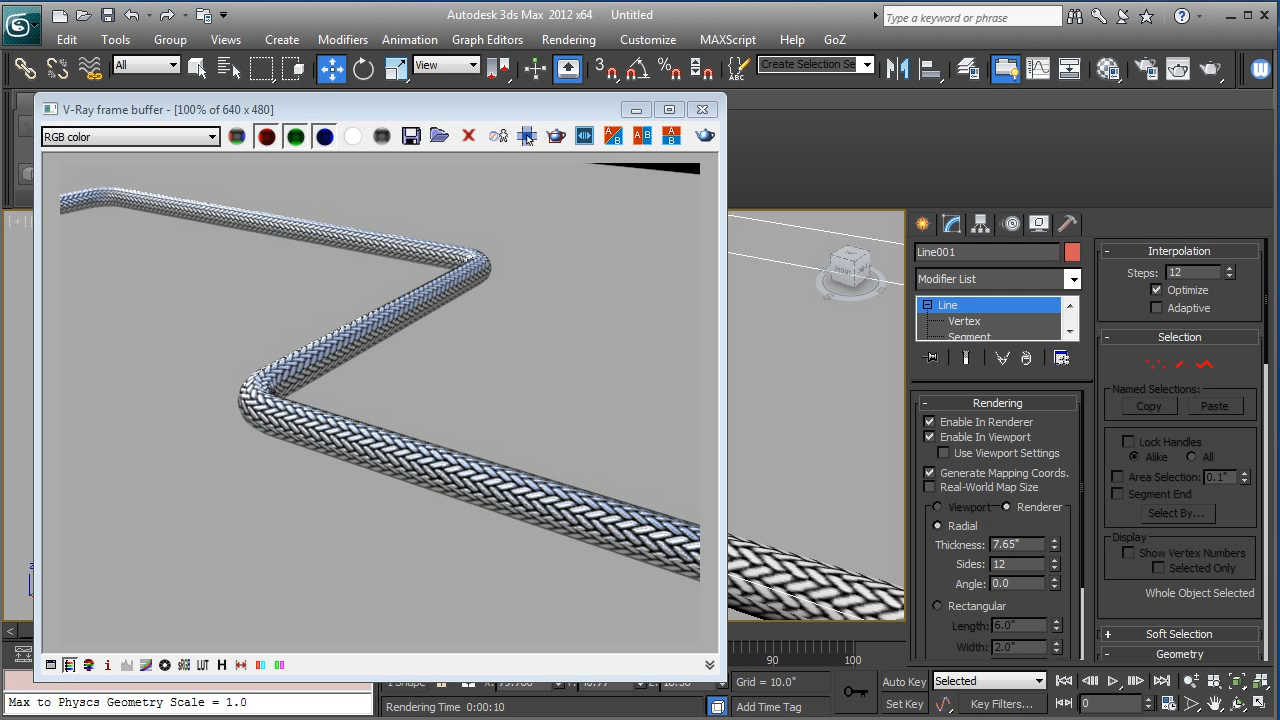 Autodesk 3ds Max 2012 x64 Untitled
Type a keyword or phrase
Edit Tools Group Views Create Modifiers Animation Graph Editors Rendering Customize MAXScript Help GoZ
All
View
3
Create Selection Se
V-Ray frame buffer - [100% of 640 x 480]
RGB color
[ + ]
FRONT
Line001
Modifier List
Line
Vertex
Segment
- Rendering
Enable In Renderer
Enable In Viewport
Use Viewport Settings
Generate Mapping Coords.
Real-World Map Size
Viewport Renderer
Radial
Thickness: 7.65"
Sides: 12
Angle: 0.0
Rectangular
Length: 6.0"
Width: 2.0"
- Interpolation
Steps: 12
Optimize
Adaptive
- Selection
Named Selections:
Copy Paste
Lock Handles
Alike All
Area Selection: 0.1"
Segment End
Select By...
Display
Show Vertex Numbers
Selected Only
Whole Object Selected
+ Soft Selection
- Geometry
sRGB LUT H
90 100
Grid = 10.0"
Auto Key Selected
Max to Physcs Geometry Scale = 1.0
Rendering Time 0:00:10
Add Time Tag
Set Key Key Filters... 0